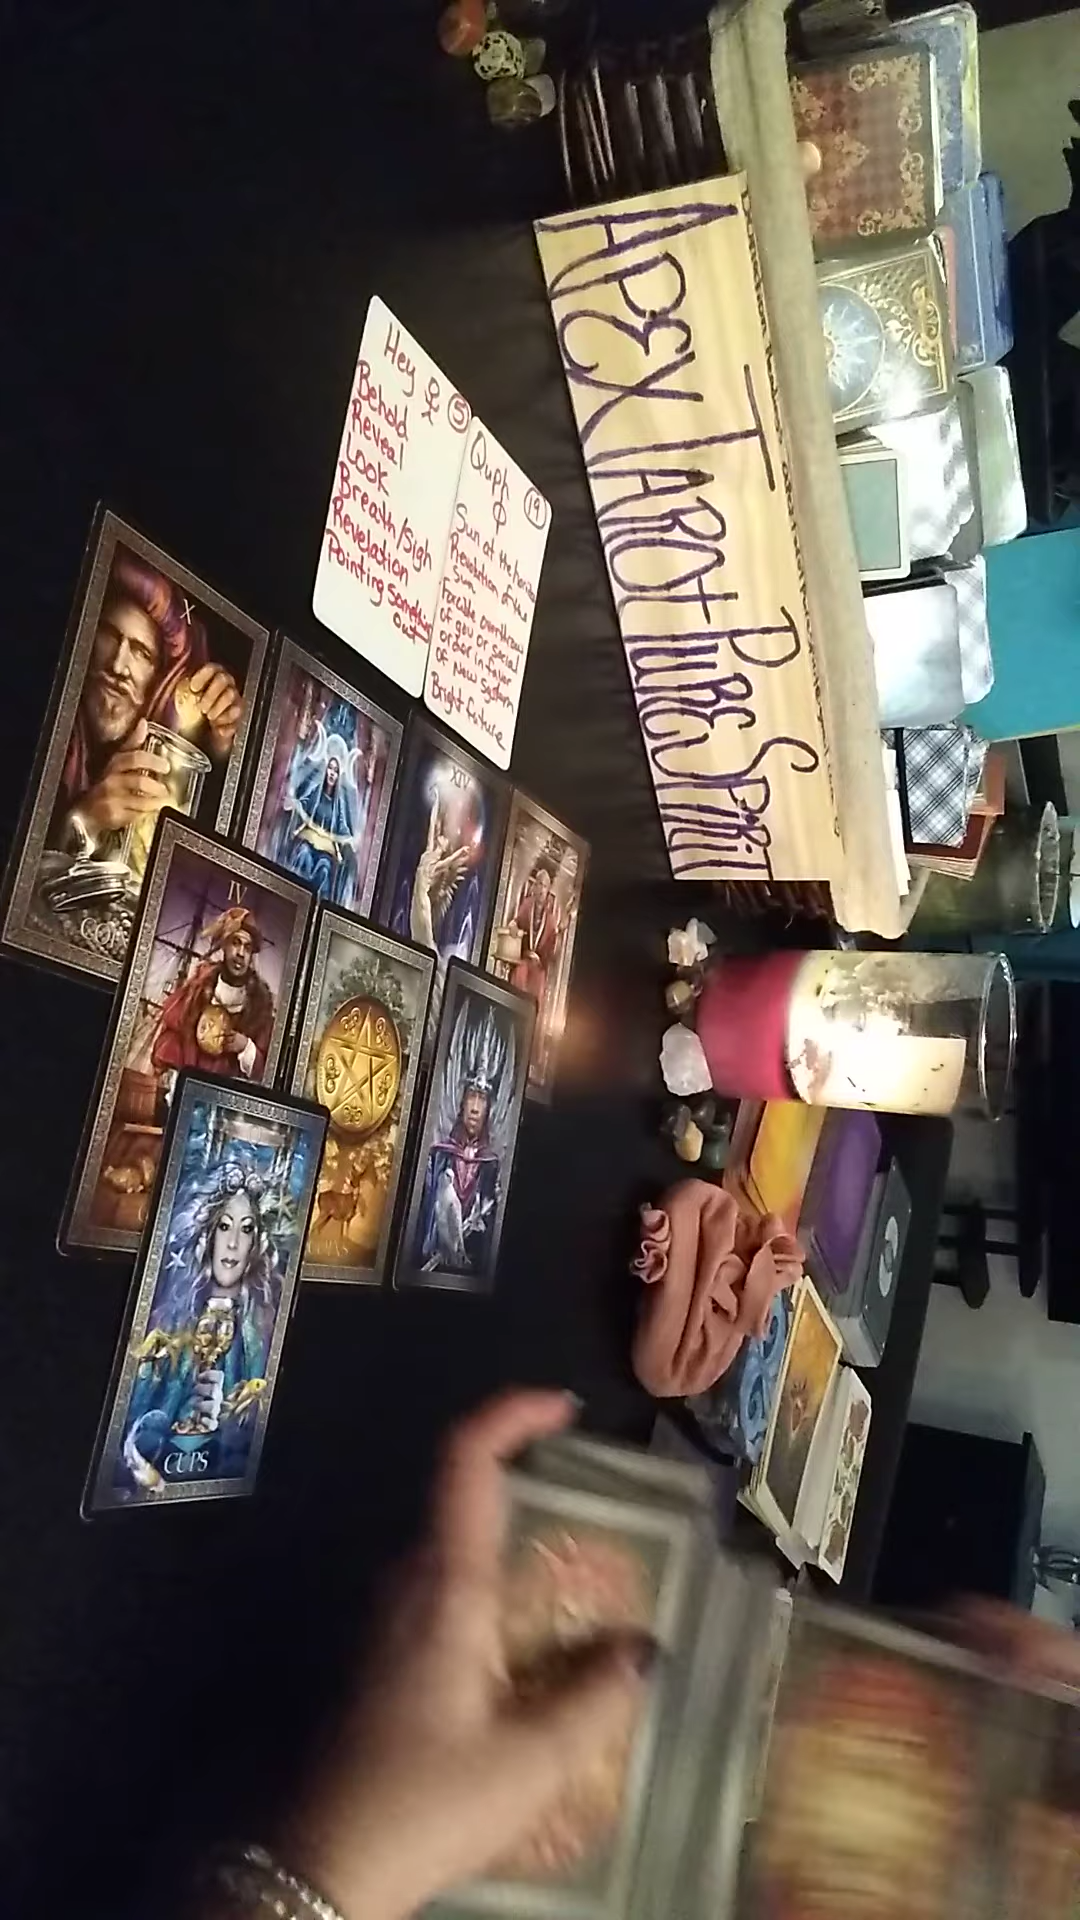 APEX TAROT PURE SPIRIT
Hey ♀ 5
Behold
Reveal
Look
Breath/sigh
Revelation
Pointing something
out
Quph 19
Sun at the
Revolution of the
Sun
Forcible overthrow
of gov or social
order in favor
of new system
Bright future
X
COINS
XIV
IV
COINS
CUPS